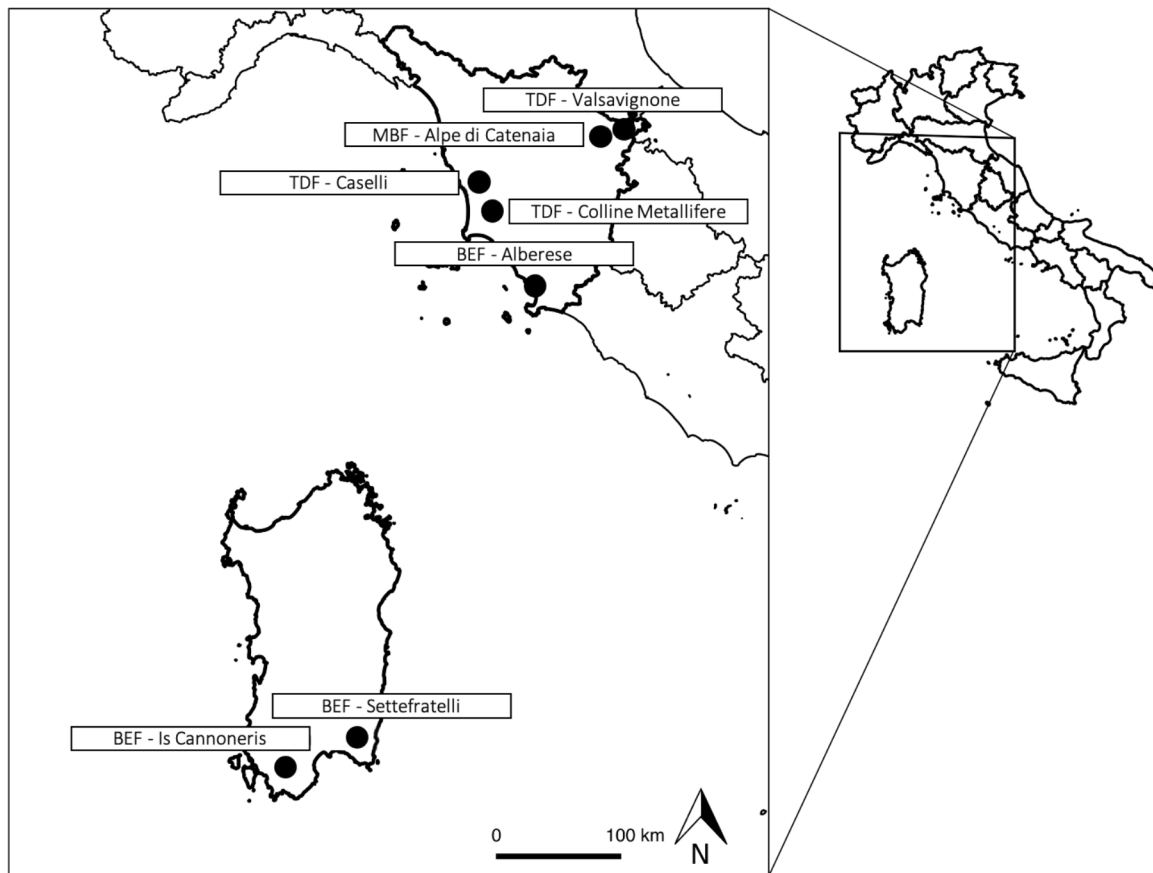 TDF - Valsavignone
MBF - Alpe di Catenaia
TDF - Caselli
TDF - Colline Metallifere
BEF - Alberese
BEF - Settefratelli
BEF - Is Cannoneris
0 100 km
N